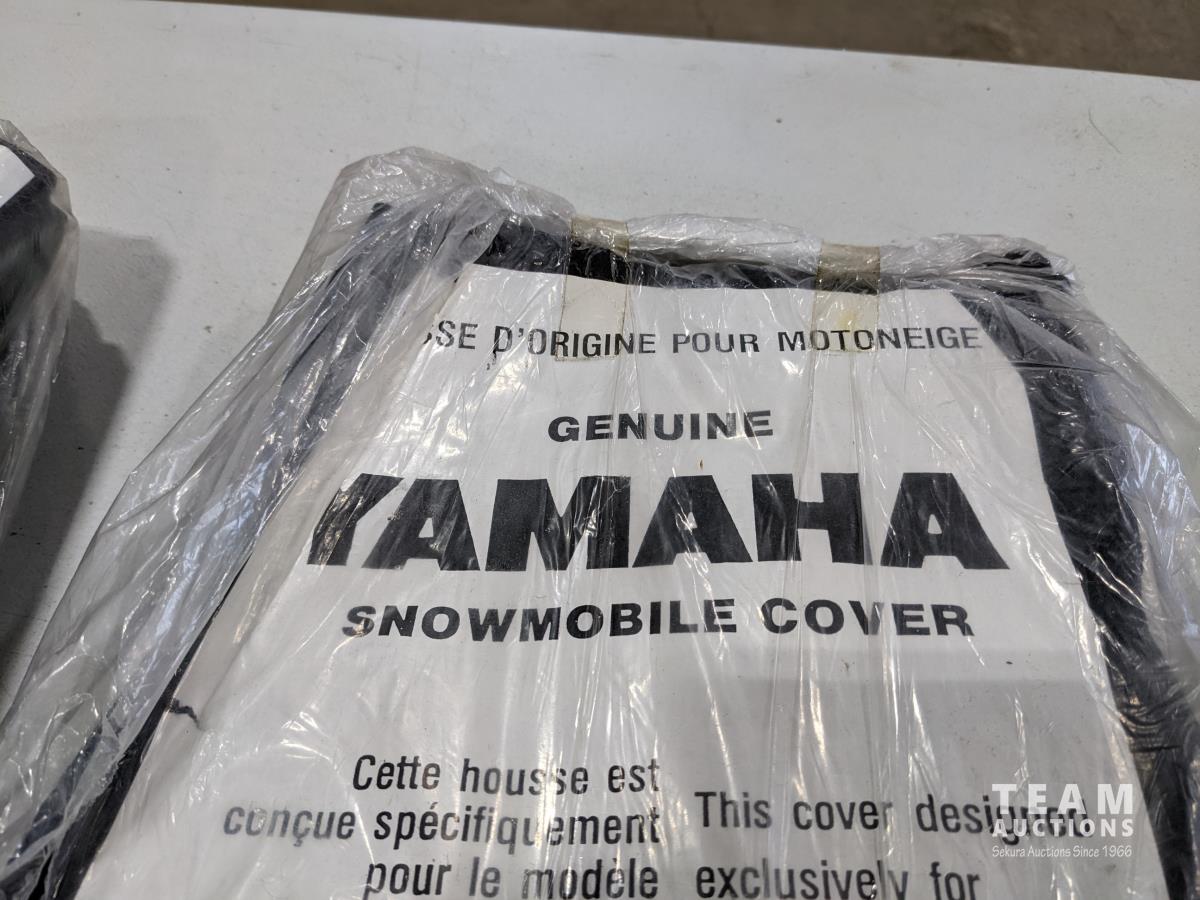 D'ORIGINE POUR MOTONEIGE
GENUINE
YAMAHA
SNOWMOBILE COVER
Cette housse est
conçue spécifiquement
pour le modèle
This cover designed
exclusively for
TEAM
AUCTIONS
Sekura Auctions Since 1966